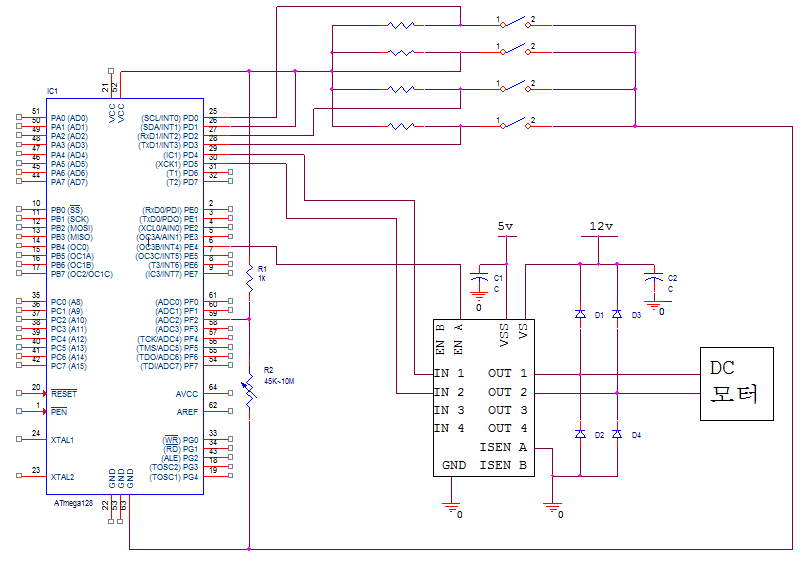 1 2
1 2
1 2
1 2
IC1
21 52
VCC VCC
51 PA0 (AD0) (SCL/INT0) PD0 25
50 PA1 (AD1) (SDA/INT1) PD1 26
49 PA2 (AD2) (RxD1/INT2) PD2 27
48 PA3 (AD3) (TxD1/INT3) PD3 28
47 PA4 (AD4) (IC1) PD4 29
46 PA5 (AD5) (XCK1) PD5 30
45 PA6 (AD6) (T1) PD6 31
44 PA7 (AD7) (T2) PD7 32
10 PB0 (SS) (RxD0/PDI) PE0 2
11 PB1 (SCK) (TxD0/PDO) PE1 3
12 PB2 (MOSI) (XCL0/AIN0) PE2 4
13 PB3 (MISO) (OC3A/AIN1) PE3 5
14 PB4 (OC0) (OC3B/INT4) PE4 6
15 PB5 (OC1A) (OC3C/INT5) PE5 7
16 PB6 (OC1B) (T3/INT6) PE6 8
17 PB7 (OC2/OC1C) (IC3/INT7) PE7 9
35 PC0 (A8) (ADC0) PF0 61
36 PC1 (A9) (ADC1) PF1 60
37 PC2 (A10) (ADC2) PF2 59
38 PC3 (A11) (ADC3) PF3 58
39 PC4 (A12) (TCK/ADC4) PF4 57
40 PC5 (A13) (TMS/ADC5) PF5 56
41 PC6 (A14) (TDO/ADC6) PF6 55
42 PC7 (A15) (TDI/ADC7) PF7 54
20 RESET AVCC 64
1 PEN AREF 62
24 XTAL1 (WR) PG0 33
(RD) PG1 34
(ALE) PG2 43
(TOSC2) PG3 18
23 XTAL2 (TOSC1) PG4 19
GND GND GND
22 53 63
ATmega128
R1
1k
R2
45K~10M
5v 12v
C1
C
0
C2
C
0
D1 D3
EN B EN A VSS VS
IN 1 OUT 1
IN 2 OUT 2
IN 3 OUT 3
IN 4 OUT 4
ISEN A
GND ISEN B
D2 D4
DC
모터
0 0